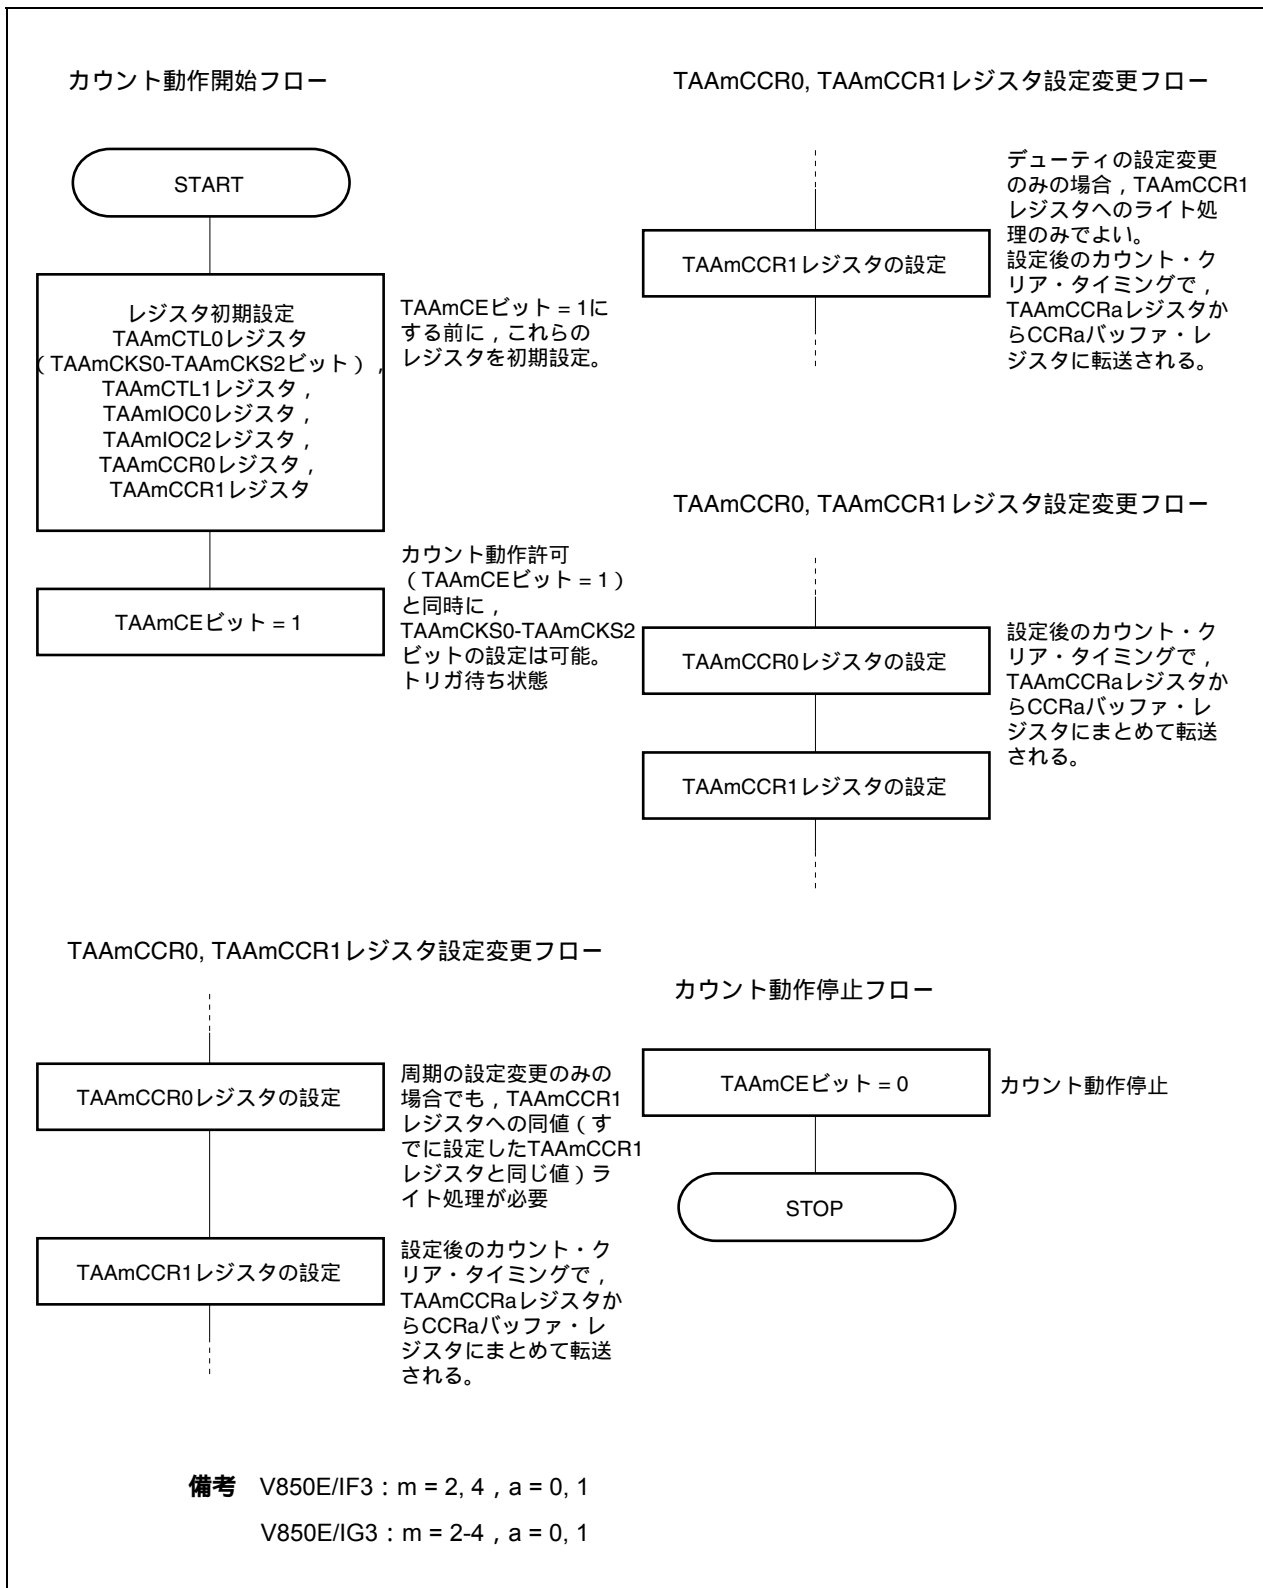 カウント動作開始フロー
START
レジスタ初期設定
TAAmCTL0レジスタ
（TAAmCKS0-TAAmCKS2ビット），
TAAmCTL1レジスタ，
TAAmIOC0レジスタ，
TAAmIOC2レジスタ，
TAAmCCR0レジスタ，
TAAmCCR1レジスタ
TAAmCEビット = 1に
する前に，これらの
レジスタを初期設定。
TAAmCEビット = 1
カウント動作許可
（TAAmCEビット = 1）
と同時に，
TAAmCKS0-TAAmCKS2
ビットの設定は可能。
トリガ待ち状態
TAAmCCR0, TAAmCCR1レジスタ設定変更フロー
TAAmCCR1レジスタの設定
デューティの設定変更
のみの場合，TAAmCCR1
レジスタへのライト処
理のみでよい。
設定後のカウント・ク
リア・タイミングで，
TAAmCCRaレジスタか
らCCRaバッファ・レ
ジスタに転送される。
TAAmCCR0, TAAmCCR1レジスタ設定変更フロー
TAAmCCR0レジスタの設定
設定後のカウント・ク
リア・タイミングで，
TAAmCCRaレジスタか
らCCRaバッファ・レ
ジスタにまとめて転送
される。
TAAmCCR1レジスタの設定
TAAmCCR0, TAAmCCR1レジスタ設定変更フロー
TAAmCCR0レジスタの設定
周期の設定変更のみの
場合でも，TAAmCCR1
レジスタへの同値（す
でに設定したTAAmCCR1
レジスタと同じ値）ラ
イト処理が必要
TAAmCCR1レジスタの設定
設定後のカウント・ク
リア・タイミングで，
TAAmCCRaレジスタか
らCCRaバッファ・レ
ジスタにまとめて転送
される。
カウント動作停止フロー
TAAmCEビット = 0
カウント動作停止
STOP
備考 V850E/IF3：m = 2, 4，a = 0, 1
V850E/IG3：m = 2-4，a = 0, 1